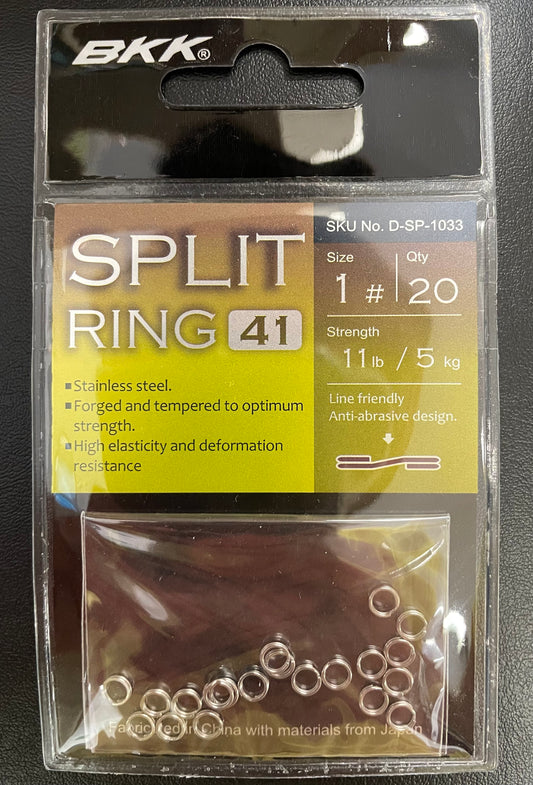 BKK®
SPLIT
RING 41
■Stainless steel.
■Forged and tempered to optimum
strength.
■High elasticity and deformation
resistance
SKU No. D-SP-1033
Size Qty
1 # 20
Strength
11 lb / 5 kg
Line friendly
Anti-abrasive design.
Fabricated in China with materials from Japan